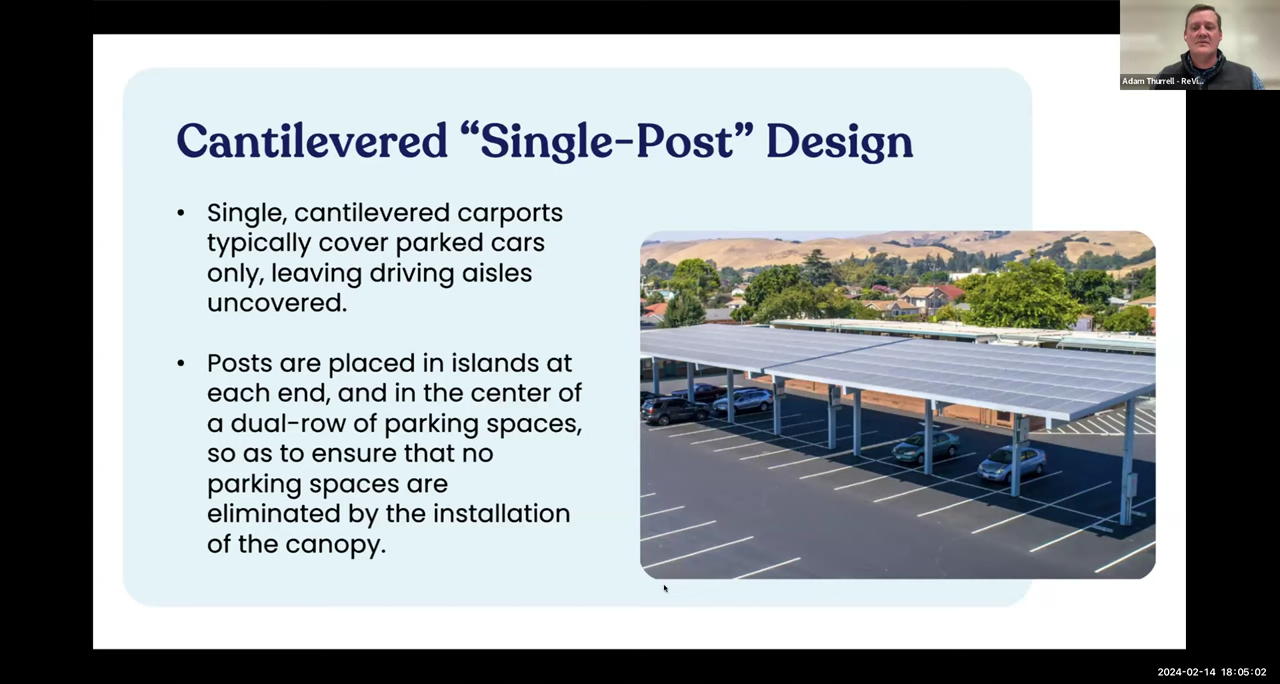 Adam Thurrell - ReVi...
Cantilevered “Single-Post” Design
• Single, cantilevered carports
typically cover parked cars
only, leaving driving aisles
uncovered.
• Posts are placed in islands at
each end, and in the center of
a dual-row of parking spaces,
so as to ensure that no
parking spaces are
eliminated by the installation
of the canopy.
2024-02-14 18:05:02